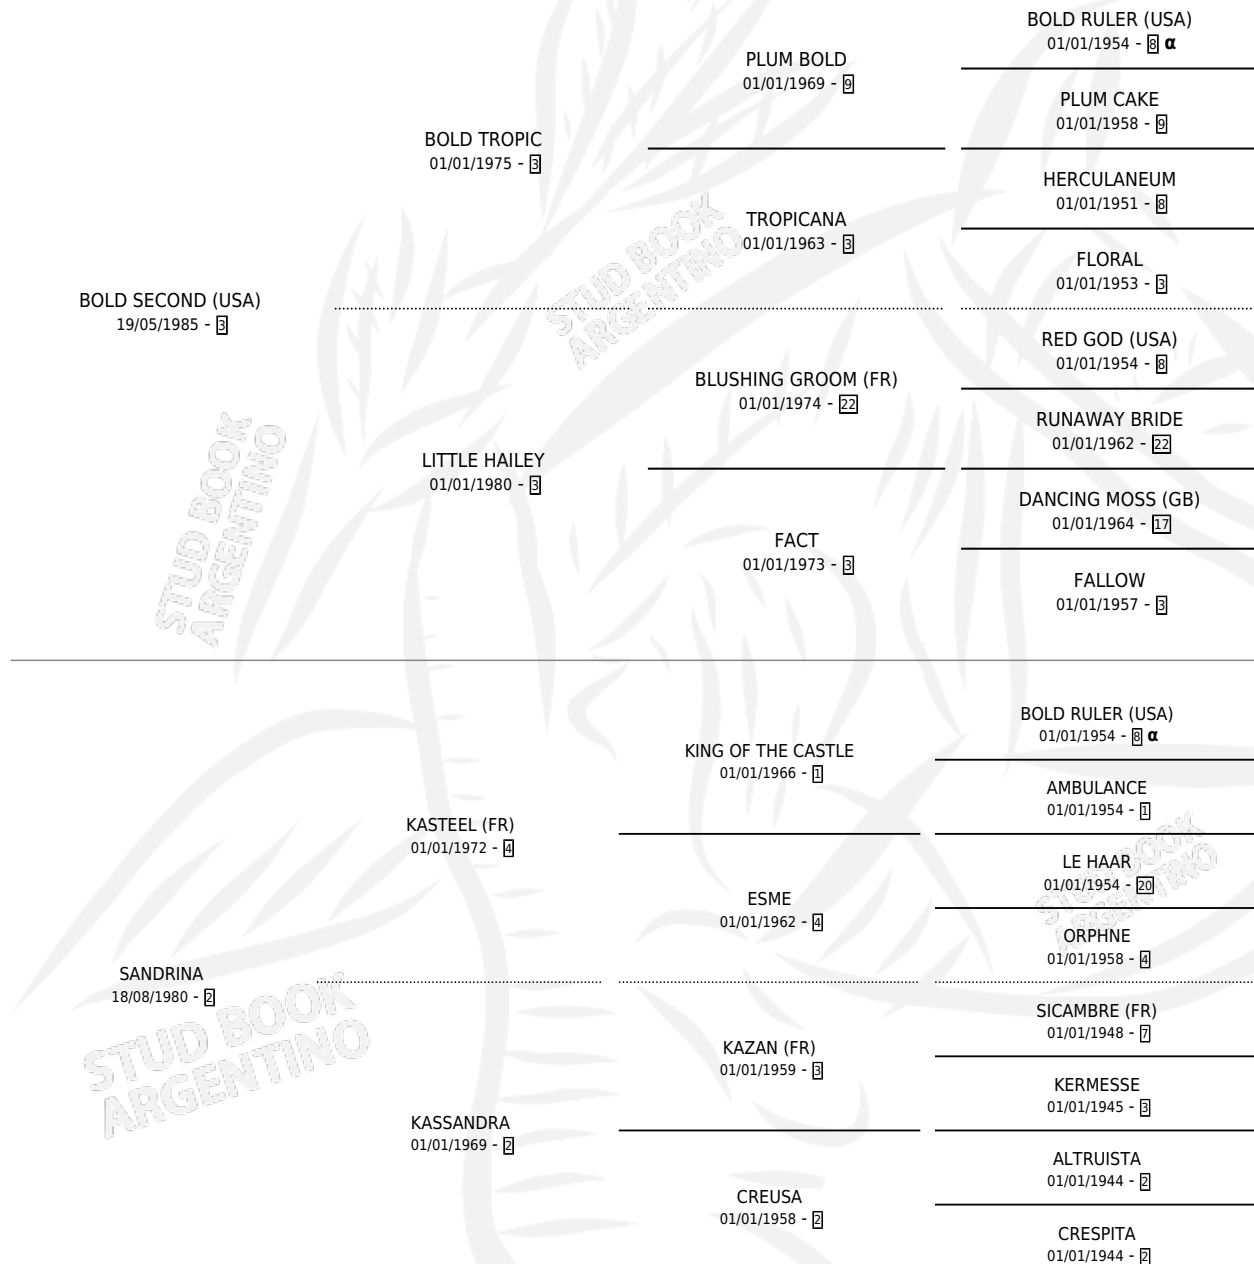 BOLD SECOND (USA)
19/05/1985 - 3
BOLD TROPIC
01/01/1975 - 3
PLUM BOLD
01/01/1969 - 9
BOLD RULER (USA)
01/01/1954 - 8 α
PLUM CAKE
01/01/1958 - 9
TROPICANA
01/01/1963 - 3
HERCULANEUM
01/01/1951 - 8
FLORAL
01/01/1953 - 3
LITTLE HAILEY
01/01/1980 - 3
BLUSHING GROOM (FR)
01/01/1974 - 22
RED GOD (USA)
01/01/1954 - 8
RUNAWAY BRIDE
01/01/1962 - 22
FACT
01/01/1973 - 3
DANCING MOSS (GB)
01/01/1964 - 17
FALLOW
01/01/1957 - 3
SANDRINA
18/08/1980 - 2
KASTEEL (FR)
01/01/1972 - 4
KING OF THE CASTLE
01/01/1966 - 1
BOLD RULER (USA)
01/01/1954 - 8 α
AMBULANCE
01/01/1954 - 1
ESME
01/01/1962 - 4
LE HAAR
01/01/1954 - 20
ORPHNE
01/01/1958 - 4
KASSANDRA
01/01/1969 - 2
KAZAN (FR)
01/01/1959 - 3
SICAMBRE (FR)
01/01/1948 - 7
KERMESSE
01/01/1945 - 3
CREUSA
01/01/1958 - 2
ALTRUISTA
01/01/1944 - 2
CRESPITA
01/01/1944 - 2
STUD BOOK
ARGENTINO
STUD BOOK
ARGENTINO
STUD BOOK
ARGENTINO
STUD BOOK
ARGENTINO